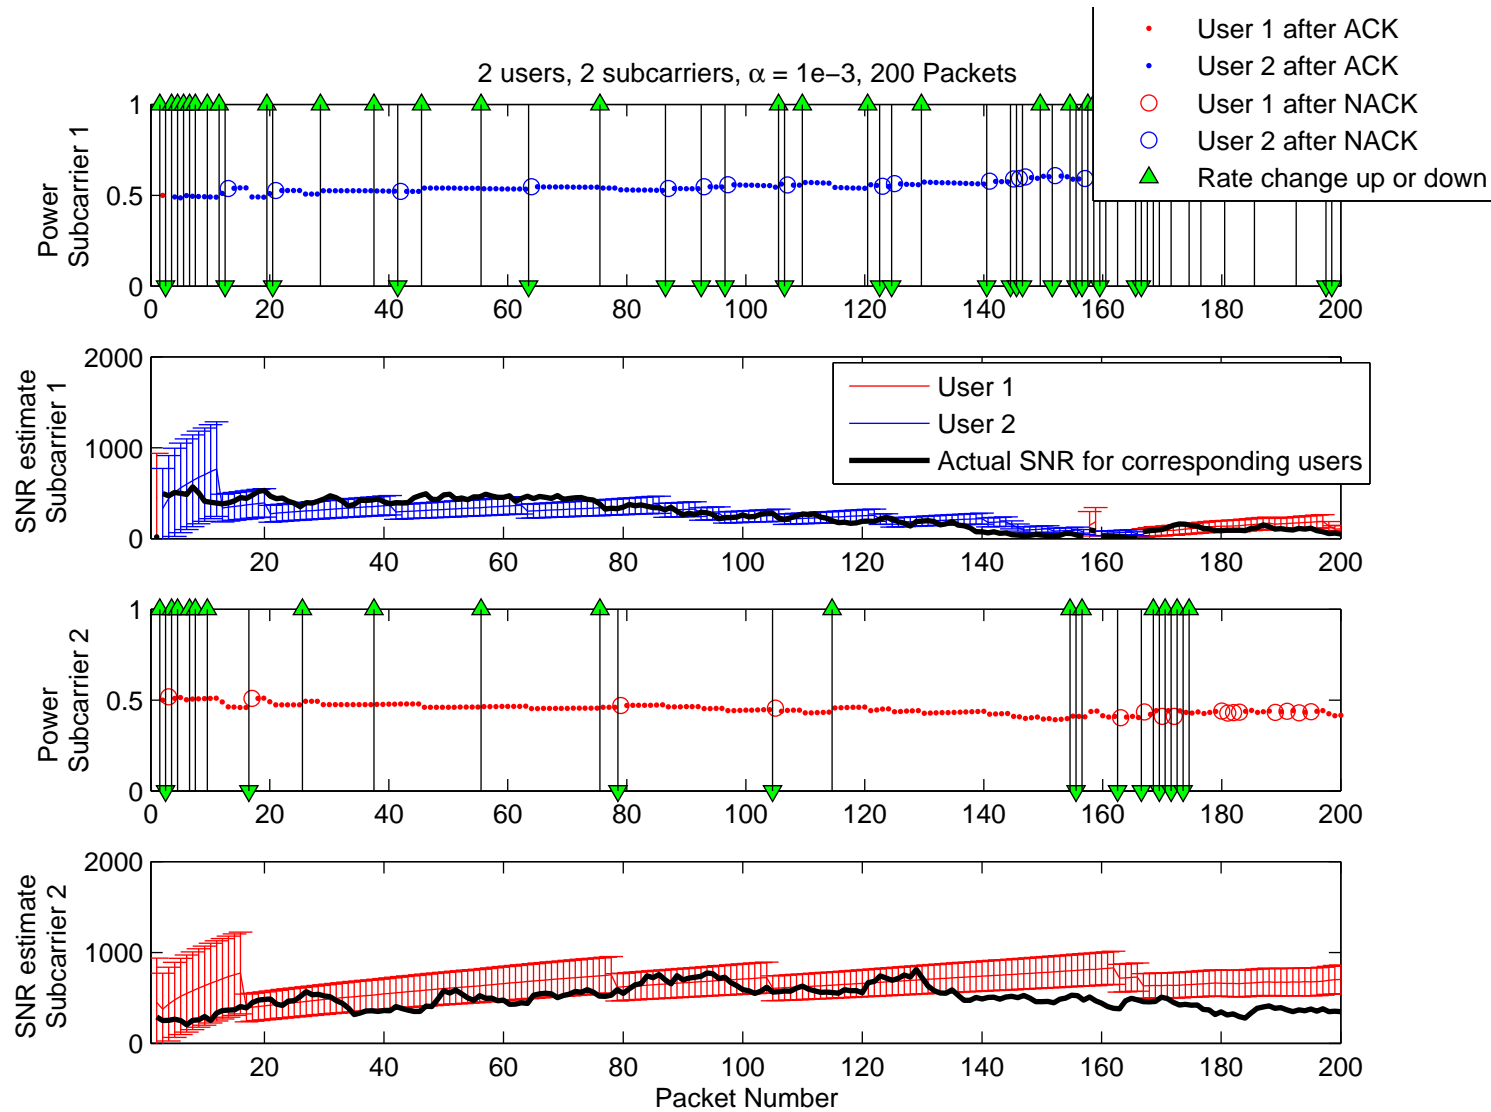 2 users, 2 subcarriers, α = 1e−3, 200 Packets
User 1 after ACK
User 2 after ACK
User 1 after NACK
User 2 after NACK
Rate change up or down
Power
Subcarrier 1
1
0.5
0
0 20 40 60 80 100 120 140 160 180 200
SNR estimate
Subcarrier 1
2000
1000
0
User 1
User 2
Actual SNR for corresponding users
20 40 60 80 100 120 140 160 180 200
Power
Subcarrier 2
1
0.5
0
0 20 40 60 80 100 120 140 160 180 200
SNR estimate
Subcarrier 2
2000
1000
0
20 40 60 80 100 120 140 160 180 200
Packet Number